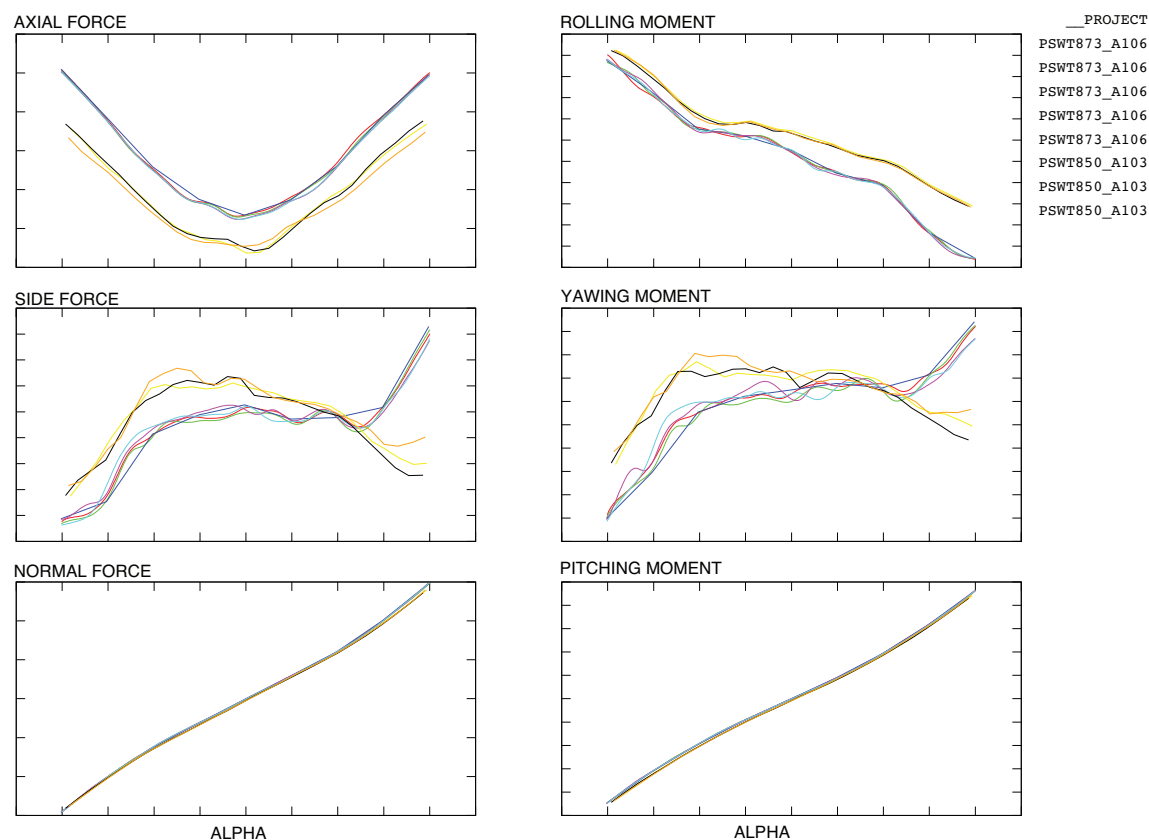 AXIAL FORCE
ROLLING MOMENT
__PROJECT
PSWT873_A106
PSWT873_A106
PSWT873_A106
PSWT873_A106
PSWT873_A106
PSWT850_A103
PSWT850_A103
PSWT850_A103
SIDE FORCE
YAWING MOMENT
NORMAL FORCE
PITCHING MOMENT
ALPHA
ALPHA